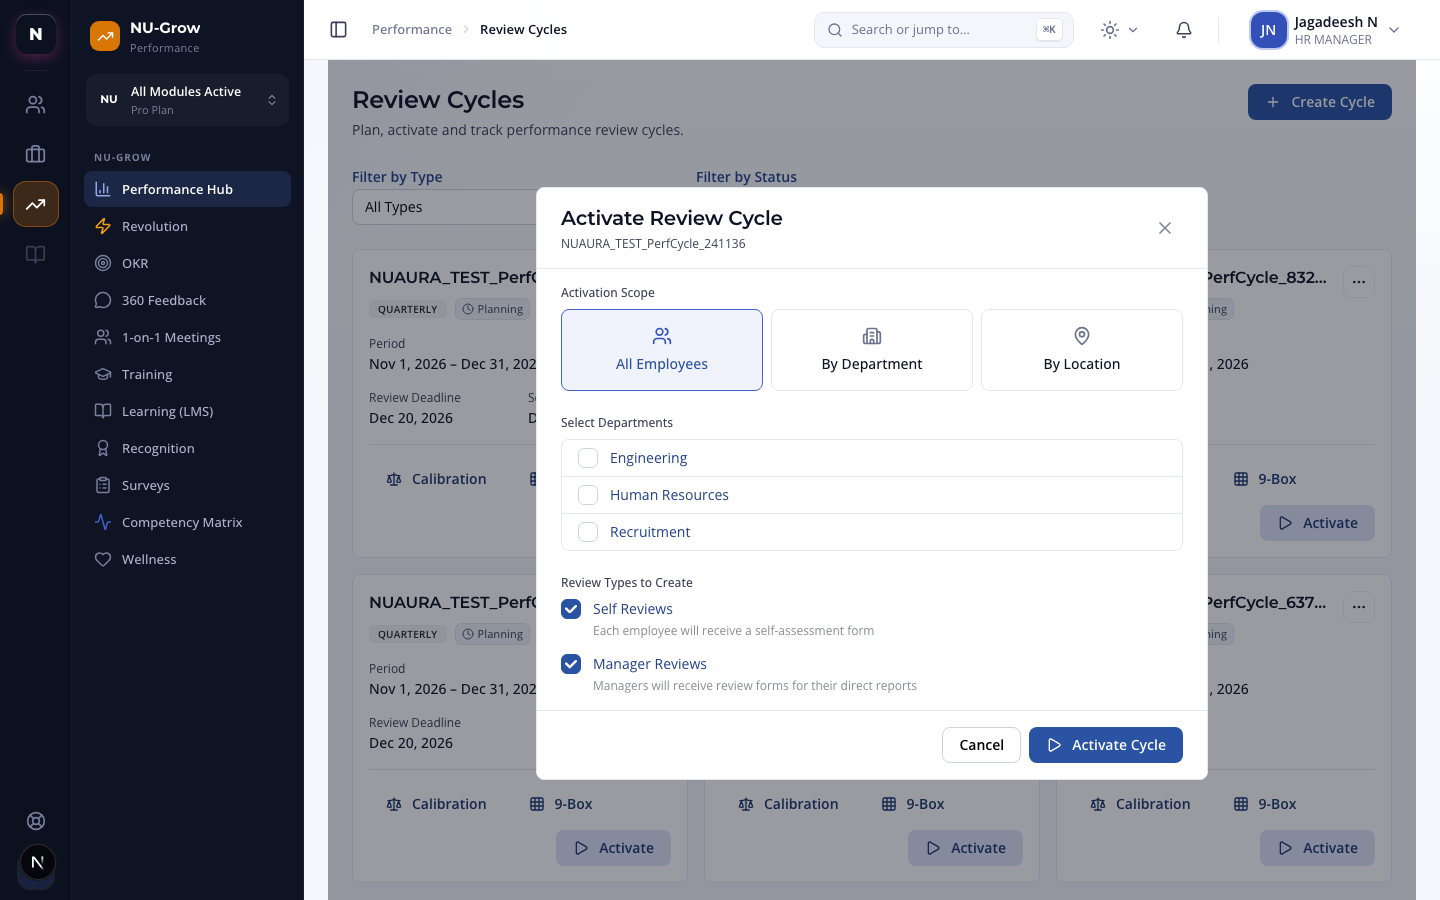 N
NU-Grow
Performance
NU
All Modules Active
Pro Plan
NU-GROW
Performance Hub
Revolution
OKR
360 Feedback
1-on-1 Meetings
Training
Learning (LMS)
Recognition
Surveys
Competency Matrix
Wellness
N
Performance
Review Cycles
Search or jump to...
⌘K
JN
Jagadeesh N
HR MANAGER
Review Cycles
Plan, activate and track performance review cycles.
Create Cycle
Filter by Type
Filter by Status
All Types
NUAURA_TEST_Perf
QUARTERLY
Planning
Period
Nov 1, 2026 – Dec 31, 202
Review Deadline
Dec 20, 2026
Calibration
PerfCycle_832...
, 2026
9-Box
Activate
Activate Review Cycle
NUAURA_TEST_PerfCycle_241136
Activation Scope
All Employees
By Department
By Location
Select Departments
Engineering
Human Resources
Recruitment
Review Types to Create
Self Reviews
Each employee will receive a self-assessment form
Manager Reviews
Managers will receive review forms for their direct reports
Cancel
Activate Cycle
NUAURA_TEST_Perf
QUARTERLY
Planning
Period
Nov 1, 2026 – Dec 31, 202
Review Deadline
Dec 20, 2026
Calibration
9-Box
Activate
Calibration
9-Box
Activate
PerfCycle_637...
, 2026
Calibration
9-Box
Activate